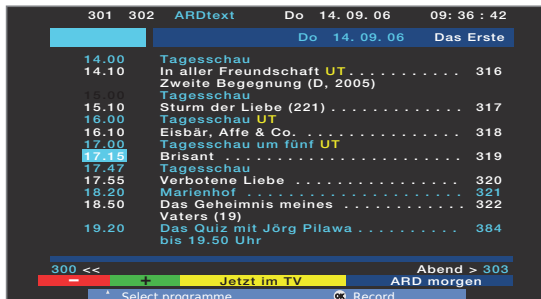 301 302 ARDtext Do 14. 09. 06 09: 36 : 42
Do 14. 09. 06 Das Erste
14.00 Tagesschau
14.10 In aller Freundschaft UT . . . . . . . . . . . 316
Zweite Begegnung (D, 2005)
15.00 Tagesschau
15.10 Sturm der Liebe (221) . . . . . . . . . . . . . 317
16.00 Tagesschau UT
16.10 Eisbär, Affe & Co. . . . . . . . . . . . . . . . . 318
17.00 Tagesschau um fünf UT
17.15 Brisant . . . . . . . . . . . . . . . . . . . . . . . . 319
17.47 Tagesschau
17.55 Verbotene Liebe . . . . . . . . . . . . . . . . . 320
18.20 Marienhof . . . . . . . . . . . . . . . . . . . . . . 321
18.50 Das Geheimnis meines . . . . . . . . . . . 322
Vaters (19)
19.20 Das Quiz mit Jörg Pilawa . . . . . . . . . . 384
bis 19.50 Uhr
300 << Abend > 303
− + Jetzt im TV ARD morgen
Select programme OK Record